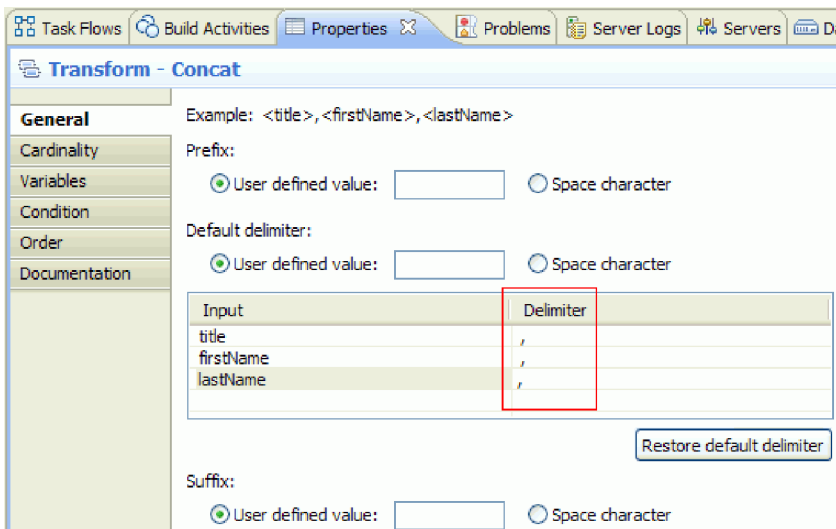 Task Flows Build Activities Properties Problems Server Logs Servers
Transform - Concat
General
Cardinality
Variables
Condition
Order
Documentation
Example: <title>,<firstName>,<lastName>
Prefix:
User defined value: Space character
Default delimiter:
User defined value: Space character
Input Delimiter
title ,
firstName ,
lastName ,
Restore default delimiter
Suffix:
User defined value: Space character